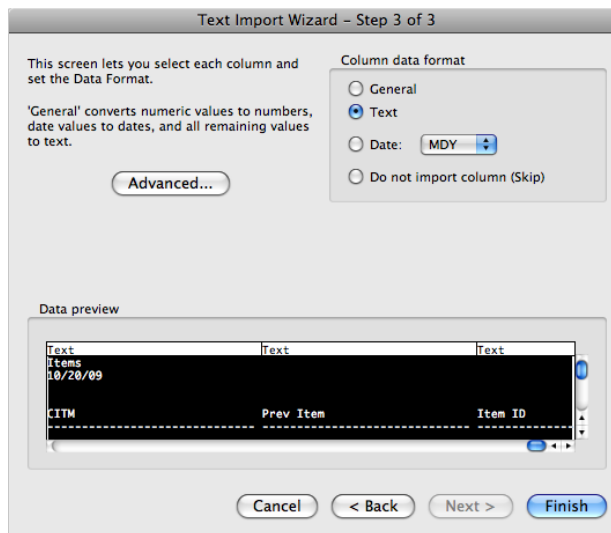 Text Import Wizard – Step 3 of 3
This screen lets you select each column and
set the Data Format.
'General' converts numeric values to numbers,
date values to dates, and all remaining values
to text.
Advanced...
Column data format
General
Text
Date: MDY
Do not import column (Skip)
Data preview
Text Text Text
Items
10/20/09
CITM Prev Item Item ID
Cancel < Back Next > Finish